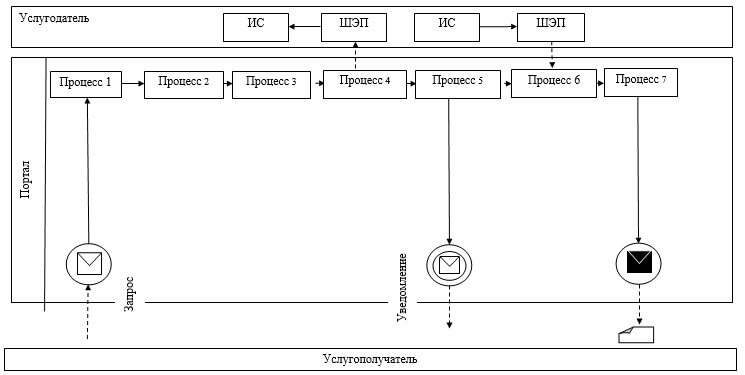 Услугодатель
ИС
ШЭП
ИС
ШЭП
Портал
Процесс 1
Процесс 2
Процесс 3
Процесс 4
Процесс 5
Процесс 6
Процесс 7
Запрос
Уведомление
Услугополучатель